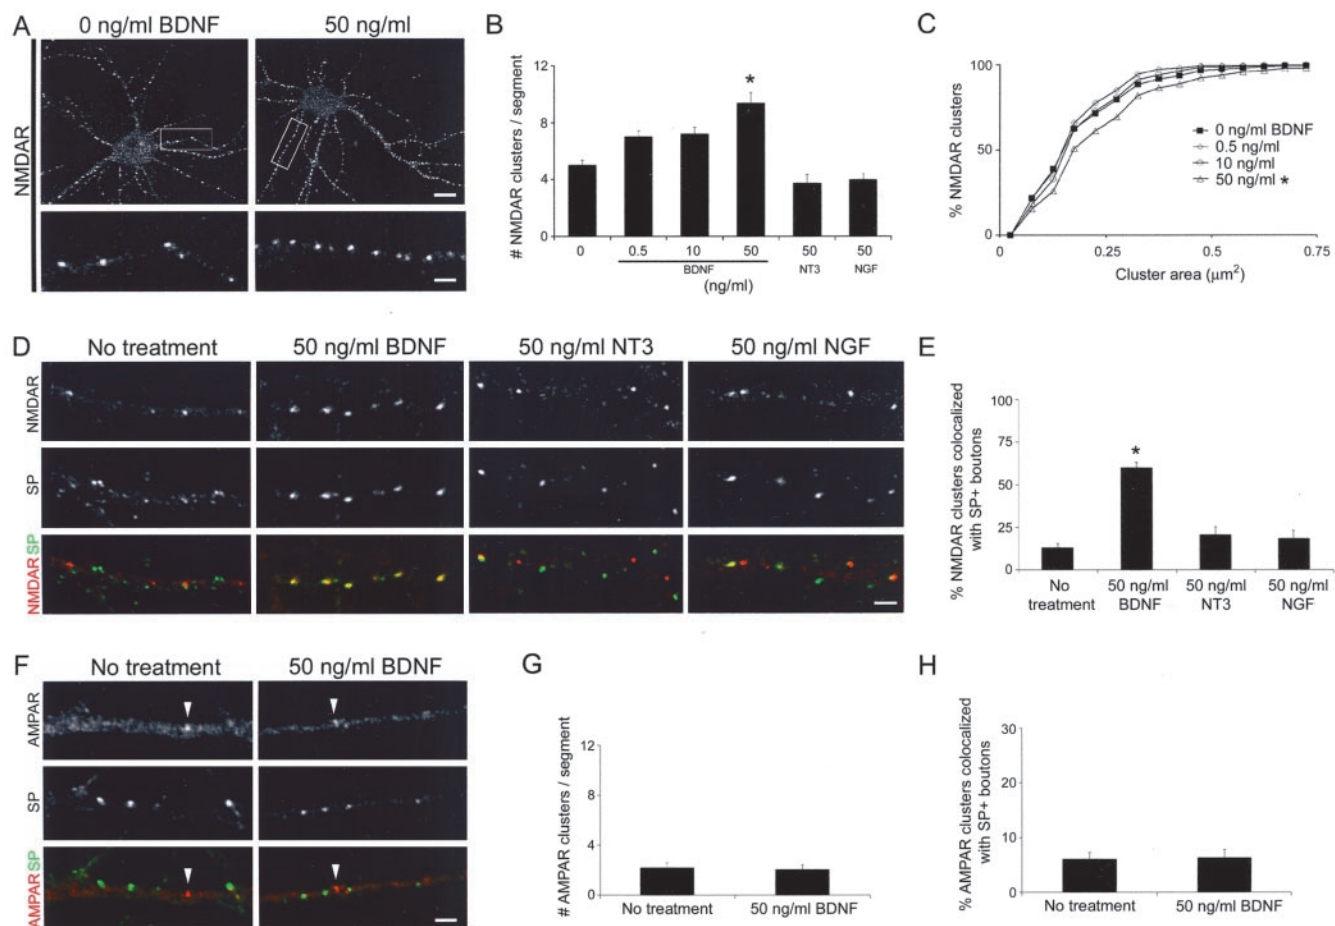 A
0 ng/ml BDNF
50 ng/ml
NMDAR
B
# NMDAR clusters / segment
12
8
4
0
*
0
0.5
10
50
50
50
BDNF
NT3
NGF
(ng/ml)
C
% NMDAR clusters
100
50
0
0 ng/ml BDNF
0.5 ng/ml
10 ng/ml
50 ng/ml *
0
0.25
0.5
0.75
Cluster area (µm²)
D
No treatment
50 ng/ml BDNF
50 ng/ml NT3
50 ng/ml NGF
NMDAR
SP
NMDAR SP
E
% NMDAR clusters colocalized
with SP+ boutons
100
75
50
25
0
*
No
treatment
50 ng/ml
BDNF
50 ng/ml
NT3
50 ng/ml
NGF
F
No treatment
50 ng/ml BDNF
AMPAR
SP
AMPAR SP
G
# AMPAR clusters / segment
12
8
4
0
No treatment
50 ng/ml BDNF
H
% AMPAR clusters colocalized
with SP+ boutons
30
20
10
0
No treatment
50 ng/ml BDNF